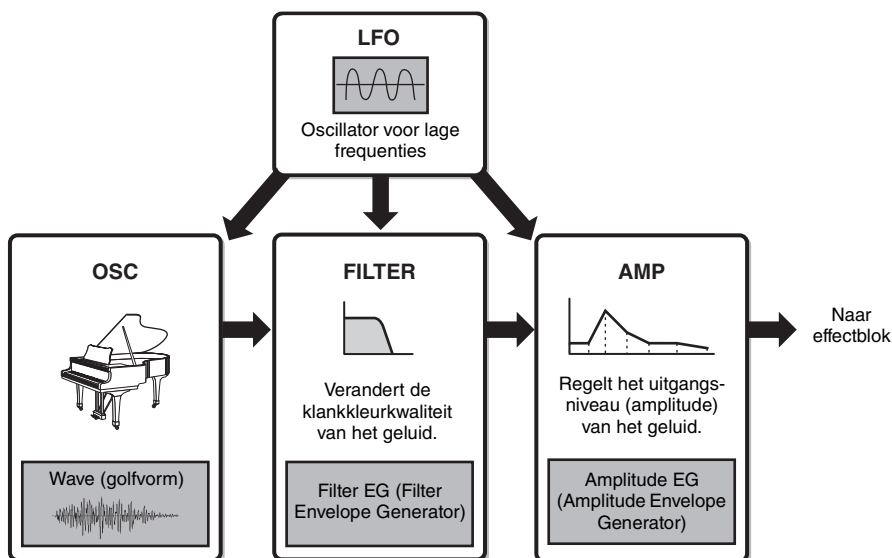 LFO
Oscillator voor lage
frequenties
OSC
Wave (golfvorm)
FILTER
Verandert de
klankkleurkwaliteit
van het geluid.
Filter EG (Filter
Envelope Generator)
AMP
Regelt het uitgangs-
niveau (amplitude)
van het geluid.
Amplitude EG
(Amplitude Envelope
Generator)
Naar
effectblok